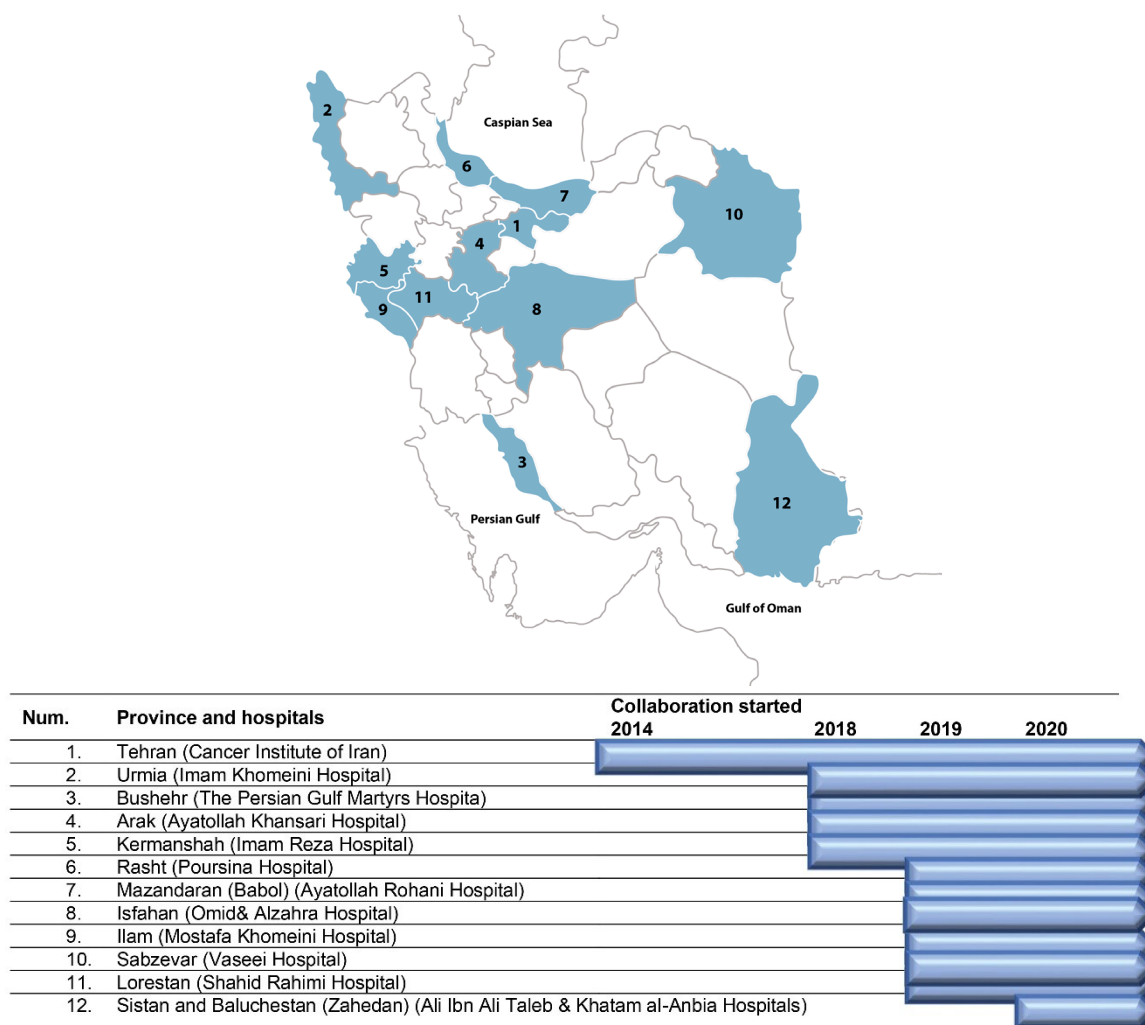 2
Caspian Sea
6
7
10
1
4
5
11
9
8
3
12
Persian Gulf
Gulf of Oman
Num. Province and hospitals Collaboration started
2014 2018 2019 2020
1. Tehran (Cancer Institute of Iran)
2. Urmia (Imam Khomeini Hospital)
3. Bushehr (The Persian Gulf Martyrs Hospita)
4. Arak (Ayatollah Khansari Hospital)
5. Kermanshah (Imam Reza Hospital)
6. Rasht (Poursina Hospital)
7. Mazandaran (Babol) (Ayatollah Rohani Hospital)
8. Isfahan (Omid& Alzahra Hospital)
9. Ilam (Mostafa Khomeini Hospital)
10. Sabzevar (Vaseei Hospital)
11. Lorestan (Shahid Rahimi Hospital)
12. Sistan and Baluchestan (Zahedan) (Ali Ibn Ali Taleb & Khatam al-Anbia Hospitals)